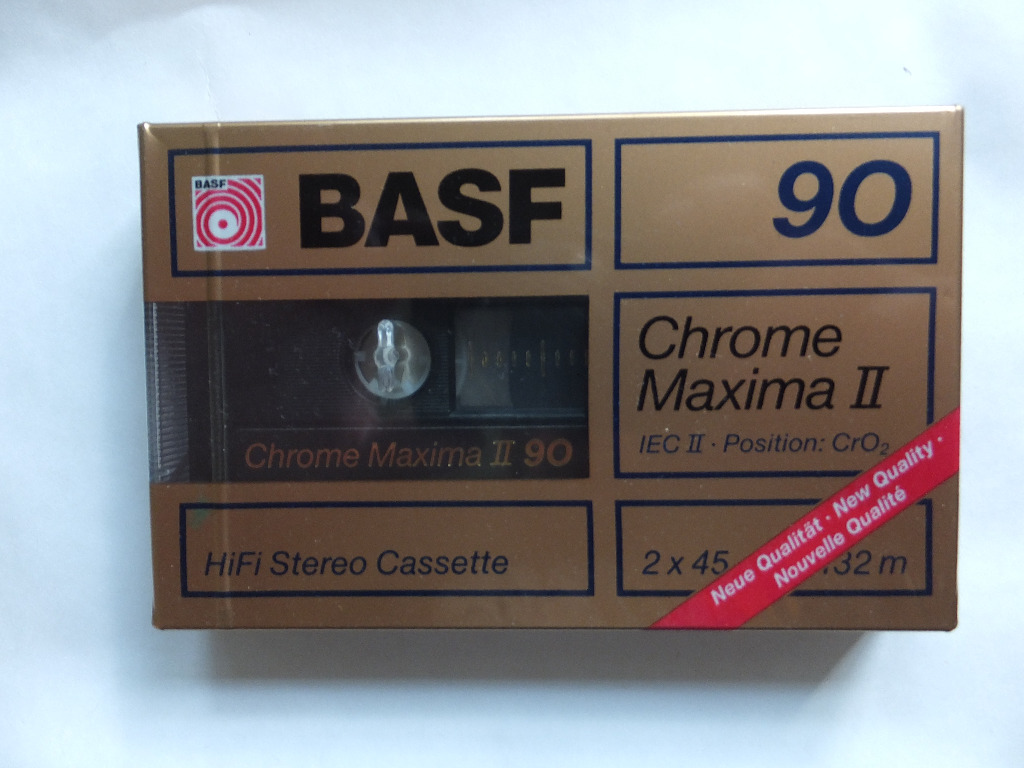 BASF
BASF
90
Chrome
Maxima II
IEC II · Position: CrO₂
Chrome Maxima II 90
HiFi Stereo Cassette
2 x 45
32 m
Neue Qualität · New Quality ·
Nouvelle Qualité